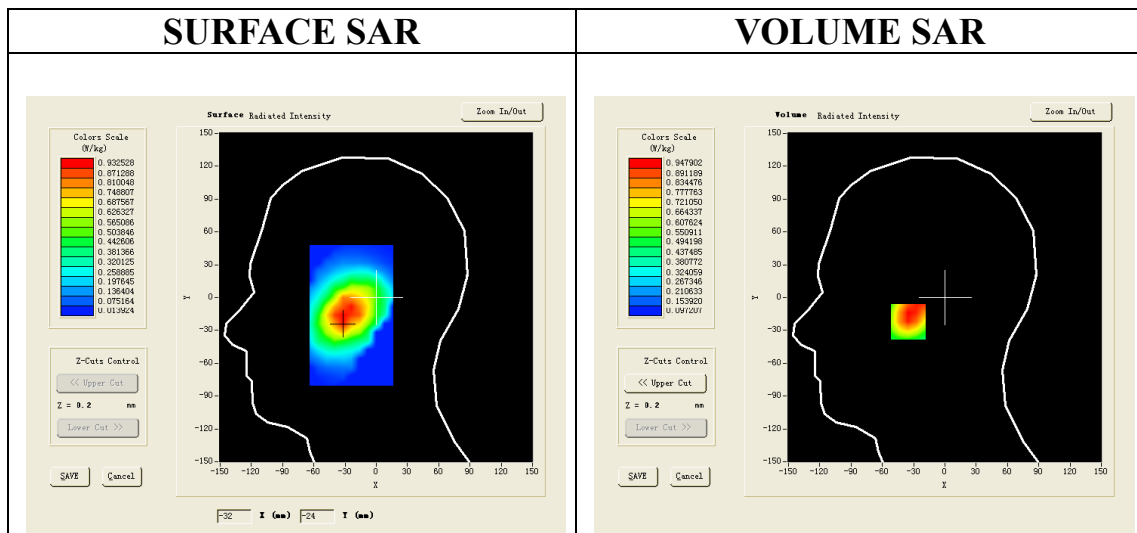 SURFACE SAR
VOLUME SAR
Surface Radiated Intensity
Zoom In/Out
Colors Scale
(W/kg)
0.932528
0.871288
0.810048
0.748807
0.687567
0.626327
0.565086
0.503846
0.442606
0.381366
0.320125
0.258885
0.197645
0.136404
0.075164
0.013924
150
120
90
60
30
0
-30
-60
-90
-120
-150
Y
-150 -120 -90 -60 -30 0 30 60 90 120 150
X
Z-Cuts Control
<< Upper Cut
Z = 0.2 mm
Lower Cut >>
SAVE Cancel
-32 X (mm) -24 Y (mm)
Volume Radiated Intensity
Zoom In/Out
Colors Scale
(W/kg)
0.947902
0.891189
0.834476
0.777763
0.721050
0.664337
0.607624
0.550911
0.494198
0.437485
0.380772
0.324059
0.267346
0.210633
0.153920
0.097207
150
120
90
60
30
0
-30
-60
-90
-120
-150
Y
-150 -120 -90 -60 -30 0 30 60 90 120 150
X
Z-Cuts Control
<< Upper Cut
Z = 0.2 mm
Lower Cut >>
SAVE Cancel